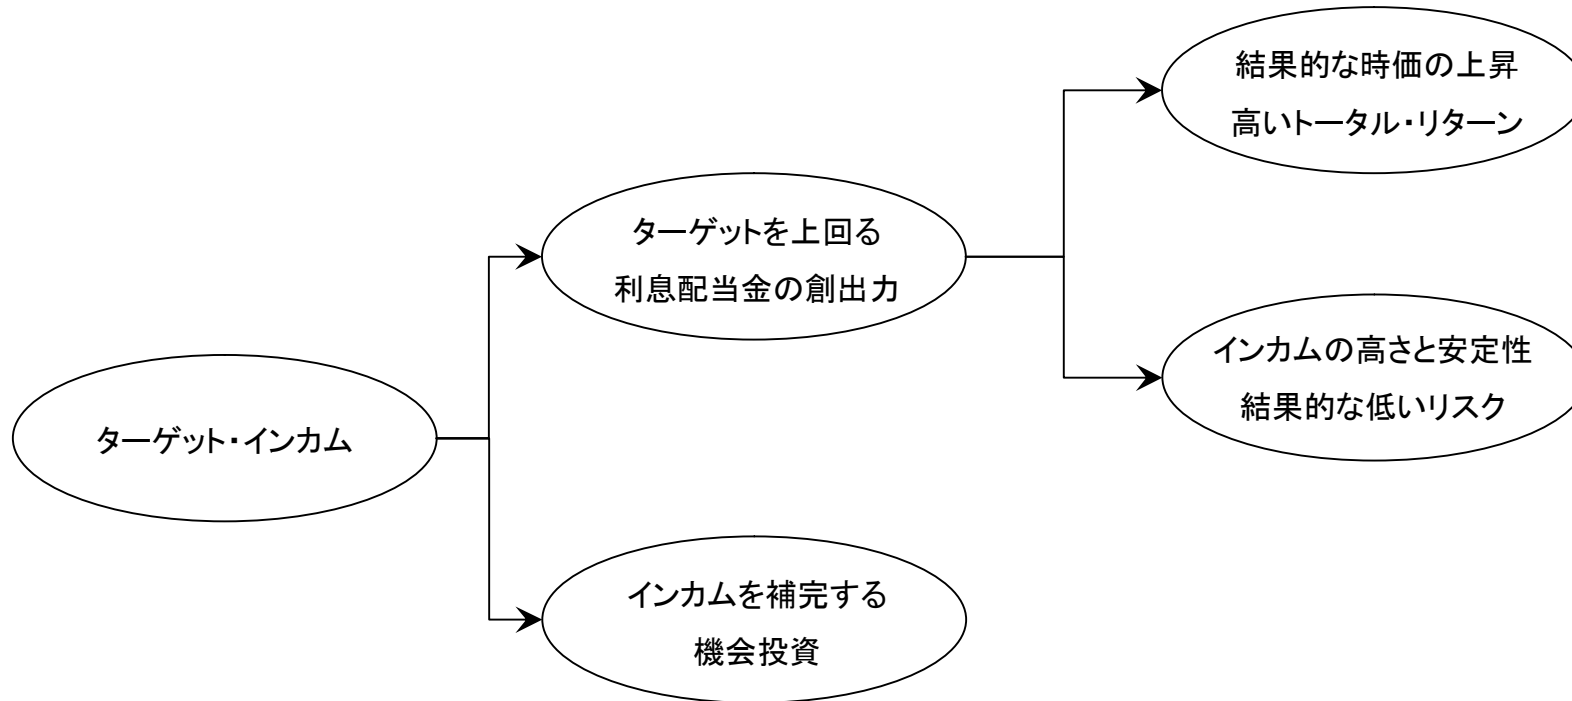 結果的な時価の上昇
高いトータル・リターン
ターゲットを上回る
利息配当金の創出力
インカムの高さと安定性
結果的な低いリスク
ターゲット・インカム
インカムを補完する
機会投資